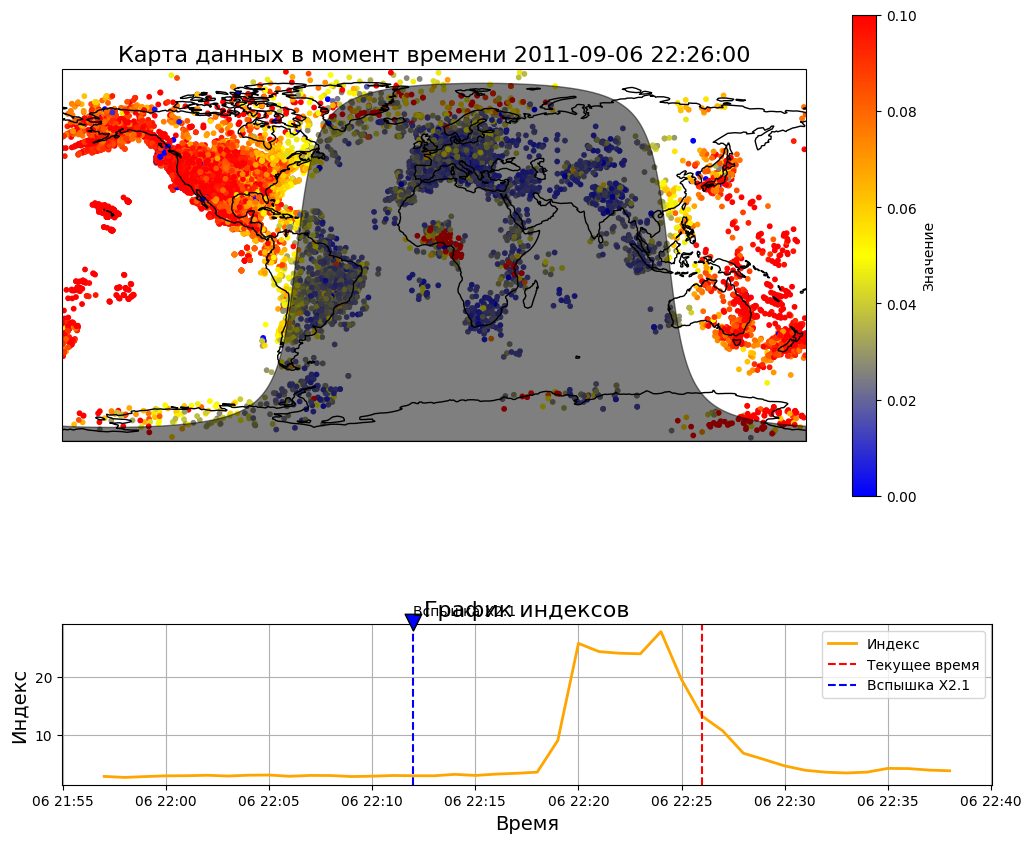 Карта данных в момент времени 2011-09-06 22:26:00
0.10
0.08
0.06
0.04
0.02
0.00
Значение
График индексов
Вспышка X2.1
Индекс
20
10
Индекс
Текущее время
Вспышка X2.1
06 21:55 06 22:00 06 22:05 06 22:10 06 22:15 06 22:20 06 22:25 06 22:30 06 22:35 06 22:40
Время